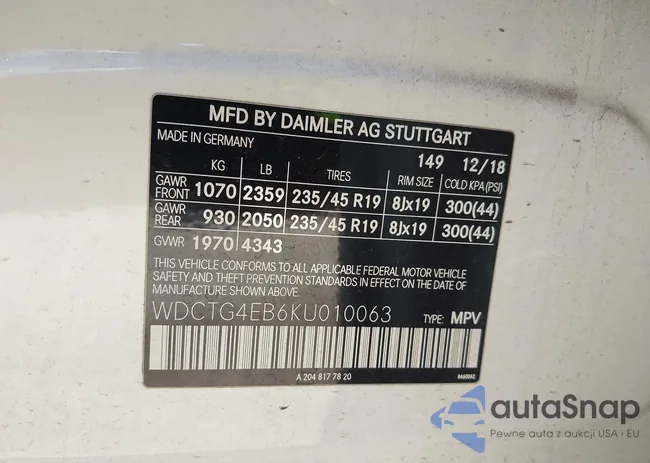 MFD BY DAIMLER AG STUTTGART
MADE IN GERMANY 149 12/18
KG LB TIRES RIM SIZE COLD KPA(PSI)
GAWR FRONT 1070 2359 235/45 R19 8Jx19 300(44)
GAWR REAR 930 2050 235/45 R19 8Jx19 300(44)
GVWR 1970 4343
THIS VEHICLE CONFORMS TO ALL APPLICABLE FEDERAL MOTOR VEHICLE
SAFETY AND THEFT PREVENTION STANDARDS IN EFFECT ON THE DATE OF
MANUFACTURE SHOWN ABOVE.
WDCTG4EB6KU010063 TYPE: MPV
A 204 817 78 20
autaSnap
Pewne auta z aukcji USA i EU